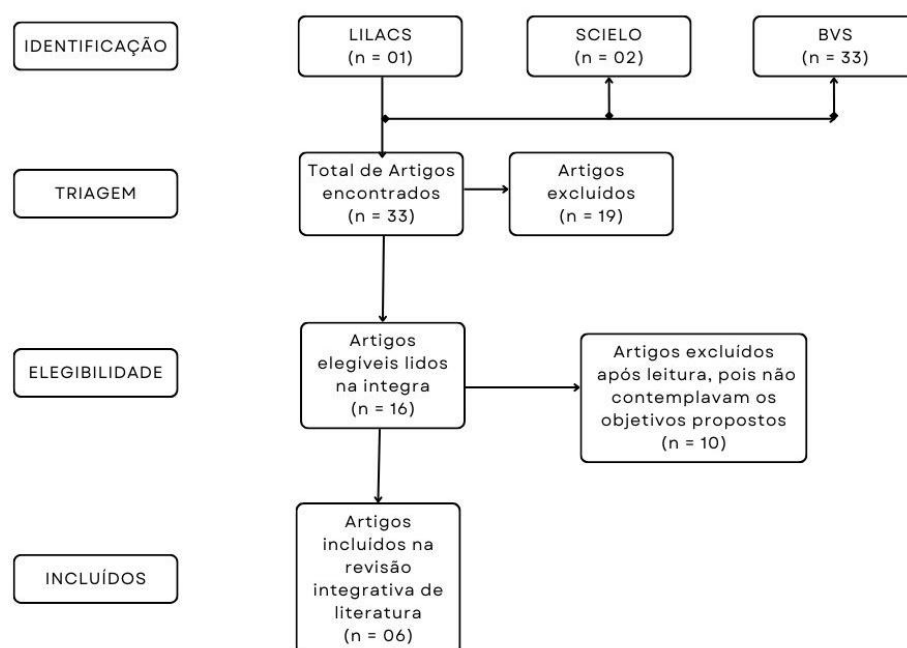 IDENTIFICAÇÃO
LILACS
(n = 01)
SCIELO
(n = 02)
BVS
(n = 33)
TRIAGEM
Total de Artigos
encontrados
(n = 33)
Artigos
excluídos
(n = 19)
ELEGIBILIDADE
Artigos
elegíveis lidos
na integra
(n = 16)
Artigos excluídos
após leitura, pois não
contemplavam os
objetivos propostos
(n = 10)
INCLUÍDOS
Artigos
incluídos na
revisão
integrativa de
literatura
(n = 06)